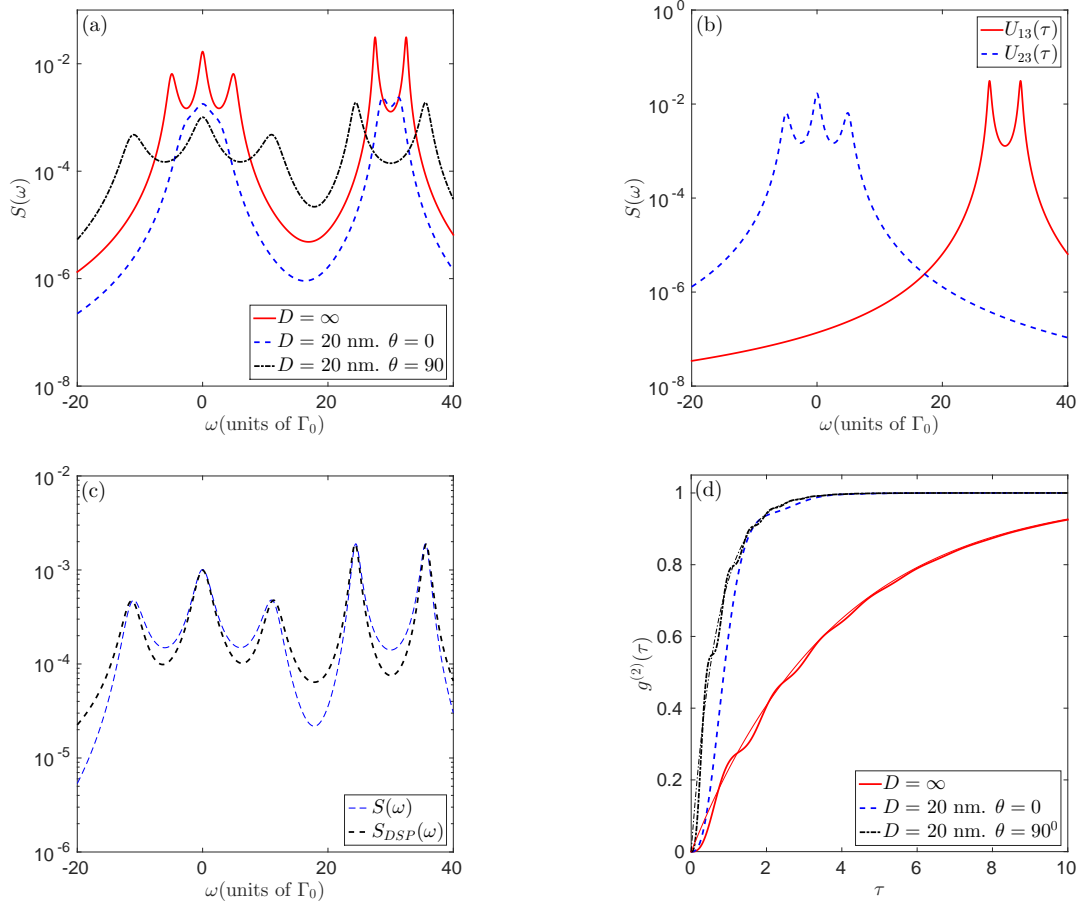 (a)
S(ω)
10^-2
10^-4
10^-6
10^-8
-20 0 20 40
ω(units of Γ₀)
D = ∞
D = 20 nm. θ = 0
D = 20 nm. θ = 90
(b)
S(ω)
10^0
10^-2
10^-4
10^-6
10^-8
-20 0 20 40
ω(units of Γ₀)
U₁₃(τ)
U₂₃(τ)
(c)
10^-2
10^-3
10^-4
10^-5
10^-6
-20 0 20 40
ω(units of Γ₀)
S(ω)
S_DSP(ω)
(d)
g^(2)(τ)
1
0.8
0.6
0.4
0.2
0
0 2 4 6 8 10
τ
D = ∞
D = 20 nm. θ = 0
D = 20 nm. θ = 90⁰